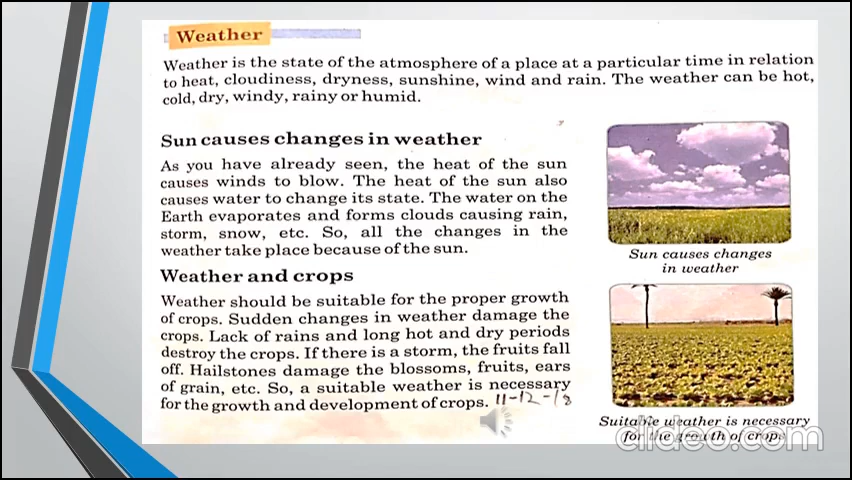 Weather
Weather is the state of the atmosphere of a place at a particular time in relation
to heat, cloudiness, dryness, sunshine, wind and rain. The weather can be hot,
cold, dry, windy, rainy or humid.
Sun causes changes in weather
As you have already seen, the heat of the sun
causes winds to blow. The heat of the sun also
causes water to change its state. The water on the
Earth evaporates and forms clouds causing rain,
storm, snow, etc. So, all the changes in the
weather take place because of the sun.
Sun causes changes
in weather
Weather and crops
Weather should be suitable for the proper growth
of crops. Sudden changes in weather damage the
crops. Lack of rains and long hot and dry periods
destroy the crops. If there is a storm, the fruits fall
off. Hailstones damage the blossoms, fruits, ears
of grain, etc. So, a suitable weather is necessary
for the growth and development of crops. 11-12-18
Suitable weather is necessary
for the growth of crops
clideo.com